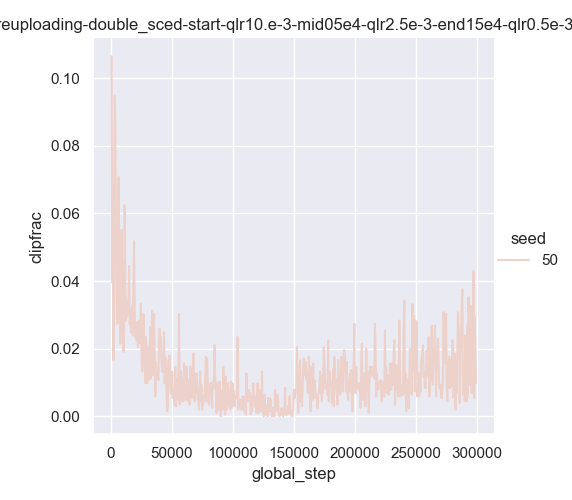 reuploading-double_sced-start-qlr10.e-3-mid05e4-qlr2.5e-3-end15e4-qlr0.5e-3
0.10
0.08
0.06
0.04
0.02
0.00
clipfrac
0 50000 100000 150000 200000 250000 300000
global_step
seed
50